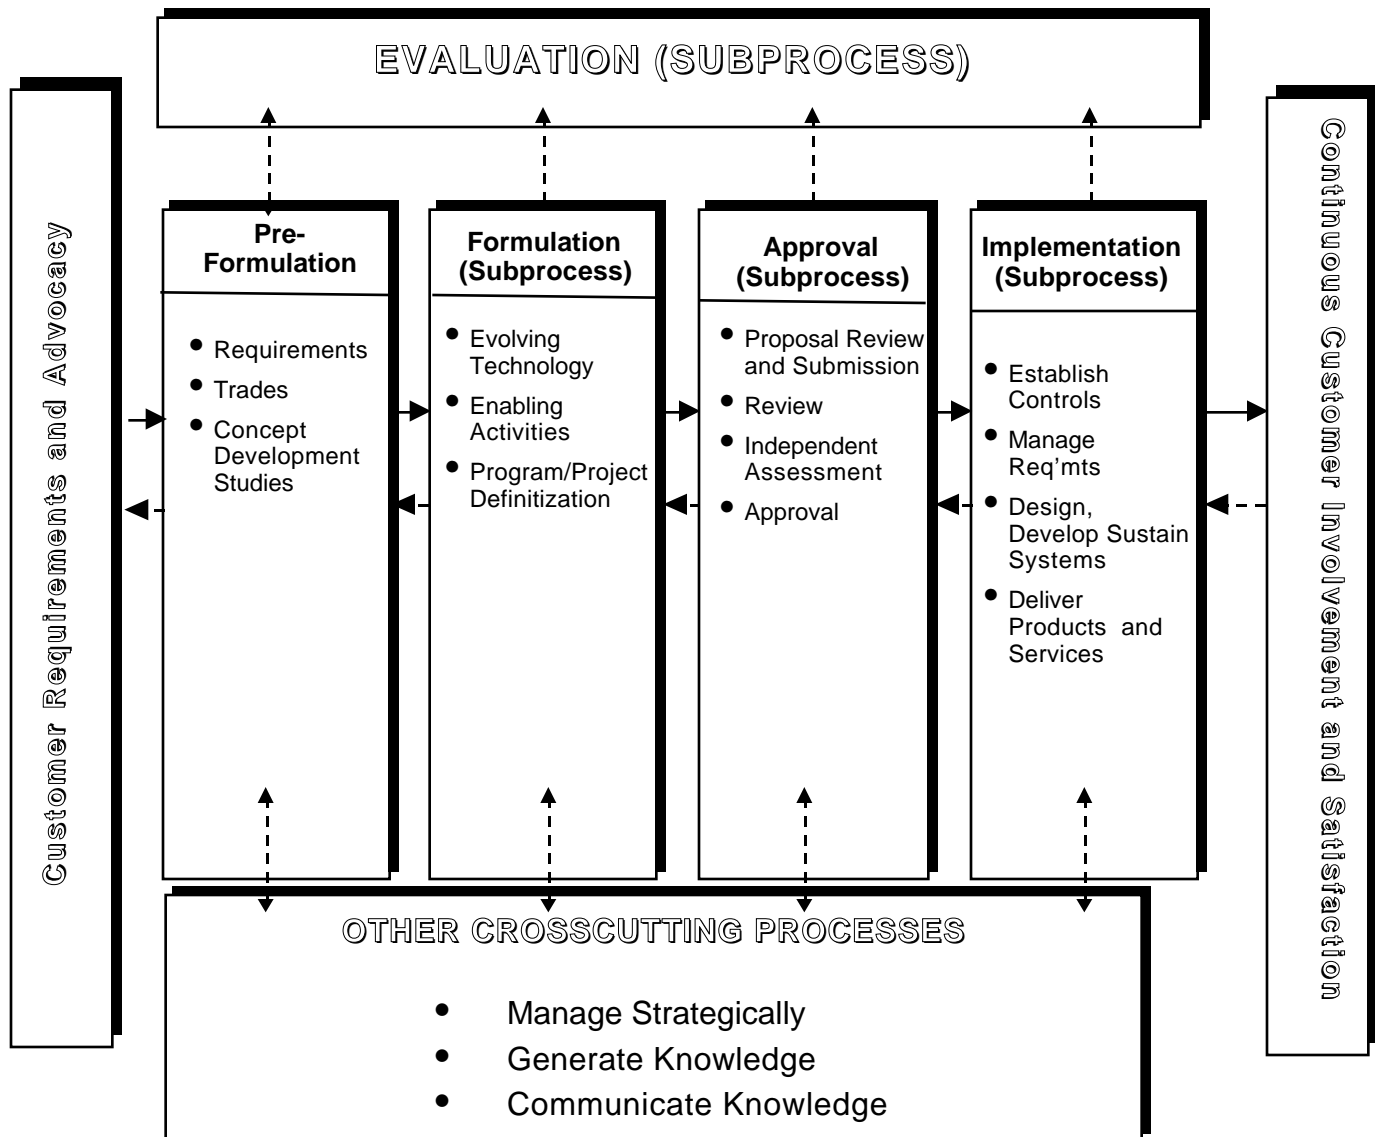 EVALUATION (SUBPROCESS)
Customer Requirements and Advocacy
Pre-
Formulation
• Requirements
• Trades
• Concept
Development
Studies
Formulation
(Subprocess)
• Evolving
Technology
• Enabling
Activities
• Program/Project
Definitization
Approval
(Subprocess)
• Proposal Review
and Submission
• Review
• Independent
Assessment
• Approval
Implementation
(Subprocess)
• Establish
Controls
• Manage
Req’mts
• Design,
Develop Sustain
Systems
• Deliver
Products and
Services
Continuous Customer Involvement and Satisfaction
OTHER CROSSCUTTING PROCESSES
• Manage Strategically
• Generate Knowledge
• Communicate Knowledge